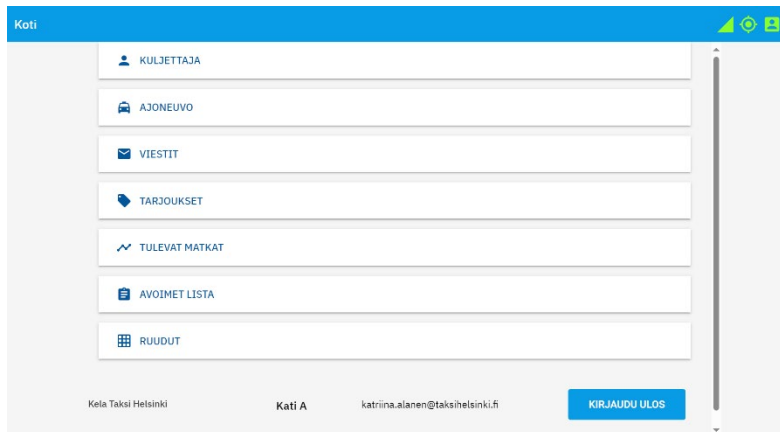 Koti
KULJETTAJA
AJONEUVO
VIESTIT
TARJOUKSET
TULEVAT MATKAT
AVOIMET LISTA
RUUDUT
Kela Taksi Helsinki Kati A katriina.alanen@taksihelsinki.fi KIRJAUDU ULOS